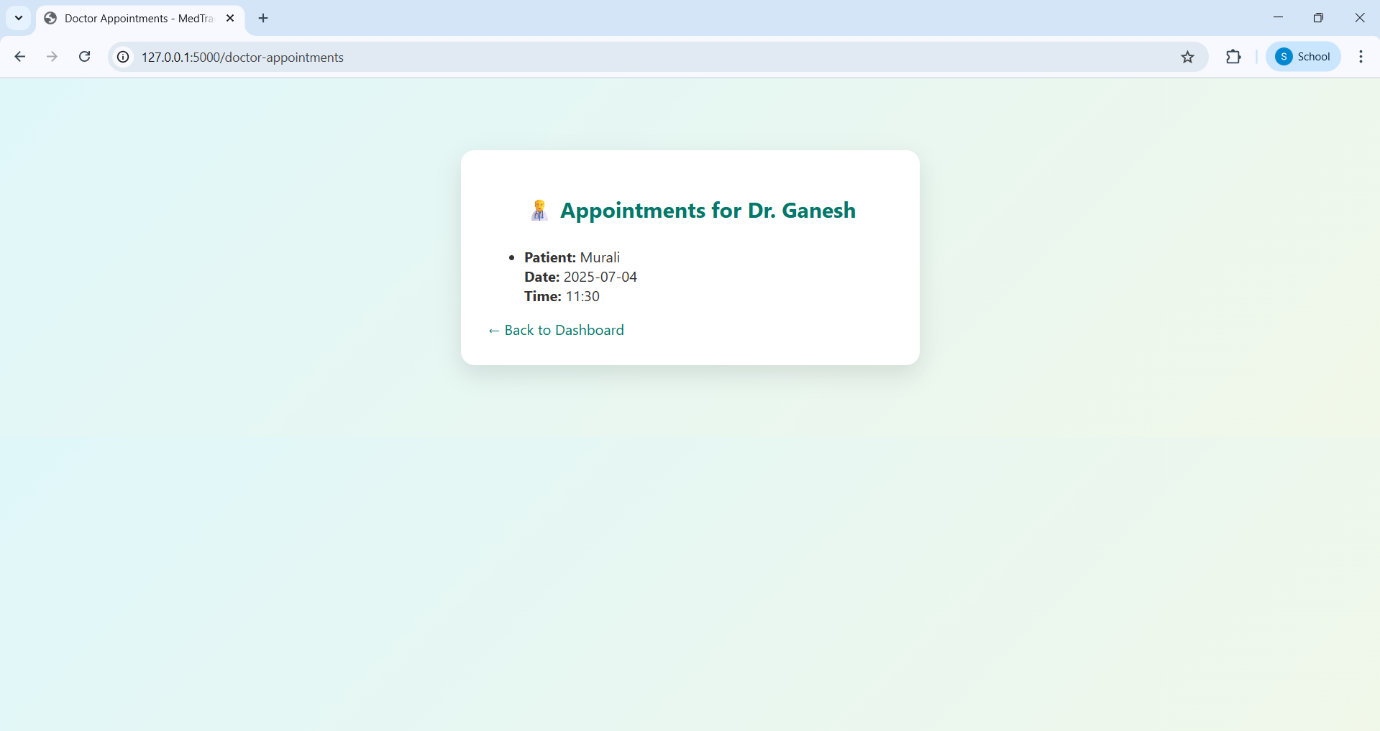 Doctor Appointments - MedTra
127.0.0.1:5000/doctor-appointments
S School
Appointments for Dr. Ganesh
Patient: Murali
Date: 2025-07-04
Time: 11:30
← Back to Dashboard